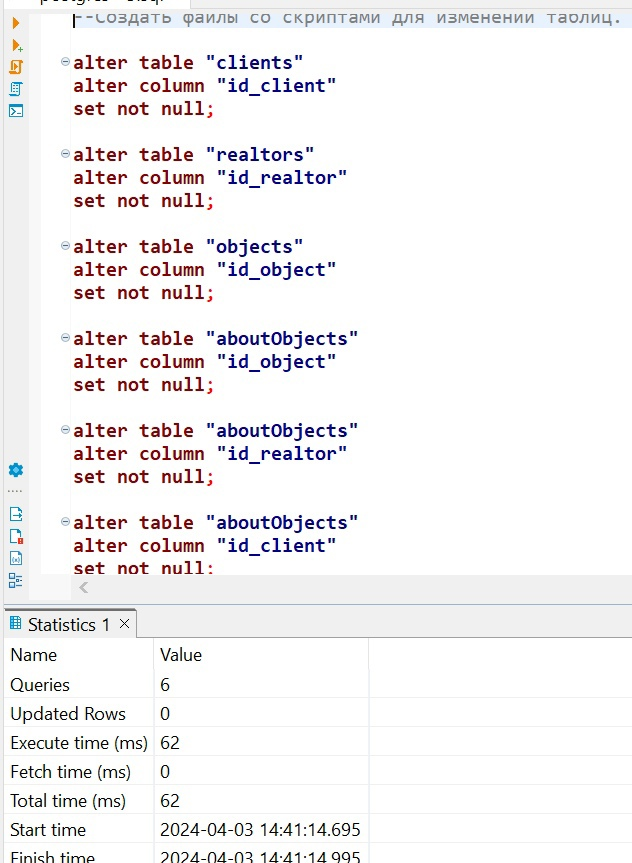 --Создать файлы со скриптами для изменений таблиц.
alter table "clients"
alter column "id_client"
set not null;
alter table "realtors"
alter column "id_realtor"
set not null;
alter table "objects"
alter column "id_object"
set not null;
alter table "aboutObjects"
alter column "id_object"
set not null;
alter table "aboutObjects"
alter column "id_realtor"
set not null;
alter table "aboutObjects"
alter column "id_client"
set not null;
Statistics 1
Name Value
Queries 6
Updated Rows 0
Execute time (ms) 62
Fetch time (ms) 0
Total time (ms) 62
Start time 2024-04-03 14:41:14.695
Finish time 2024-04-03 14:41:14.995